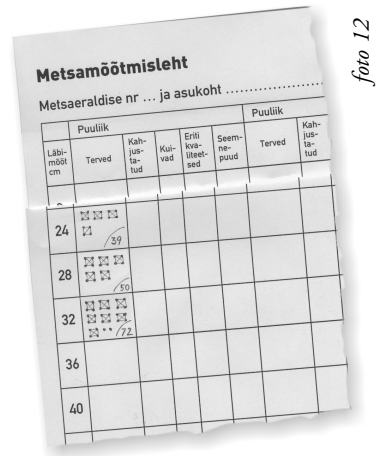 foto 12
Metsamõõtmisleht
Metsaeraldise nr ... ja asukoht ......................
Puuliik Puuliik
Läbi-
mõõt
cm
Terved
Kah-
jus-
ta-
tud
Kui-
vad
Eriti
kva-
liteet-
sed
Seem-
ne-
puud
Terved
Kah-
jus-
ta-
tud
24
39
28
50
32
72
36
40